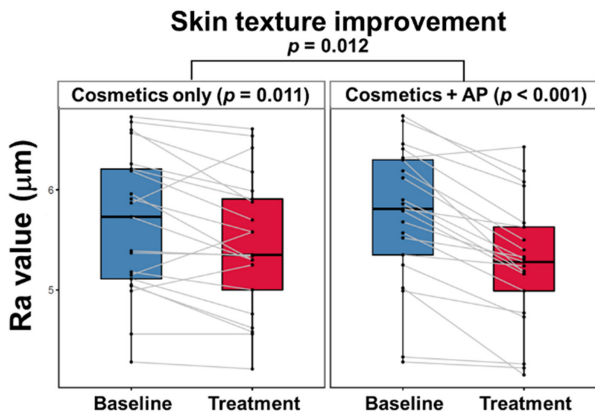 Skin texture improvement
p = 0.012
Cosmetics only (p = 0.011)
Cosmetics + AP (p < 0.001)
Ra value (μm)
6
5
Baseline
Treatment
Baseline
Treatment